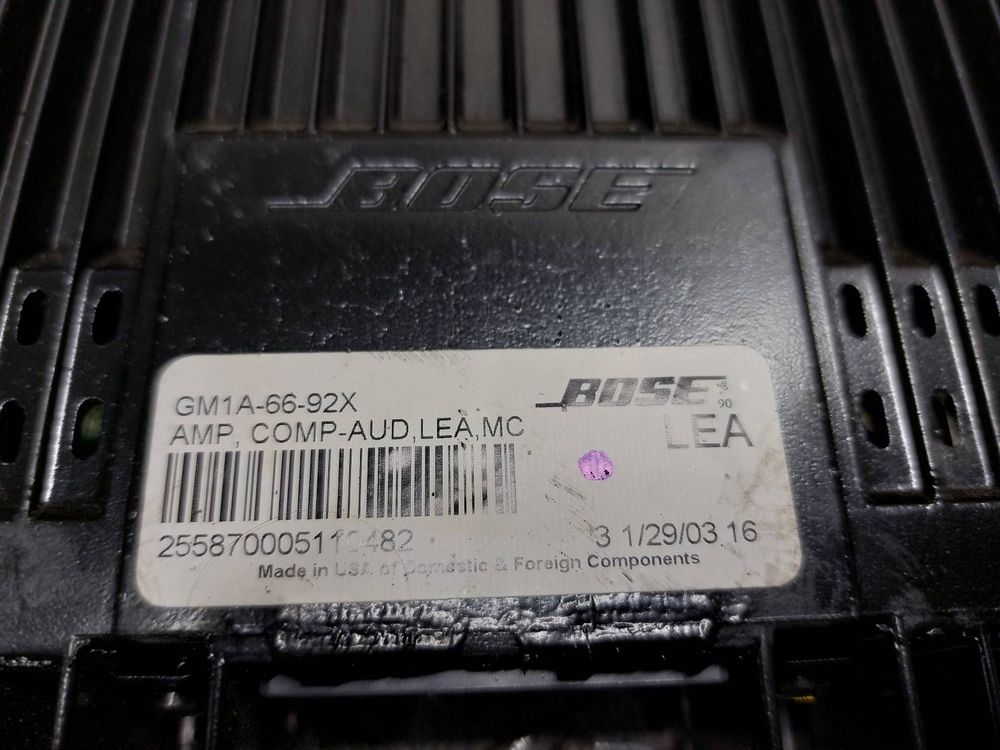 BOSE
GM1A-66-92X
BOSE
90
AMP, COMP-AUD,LEA,MC
LEA
3 1/29/03 16
Made in USA of Domestic & Foreign Components